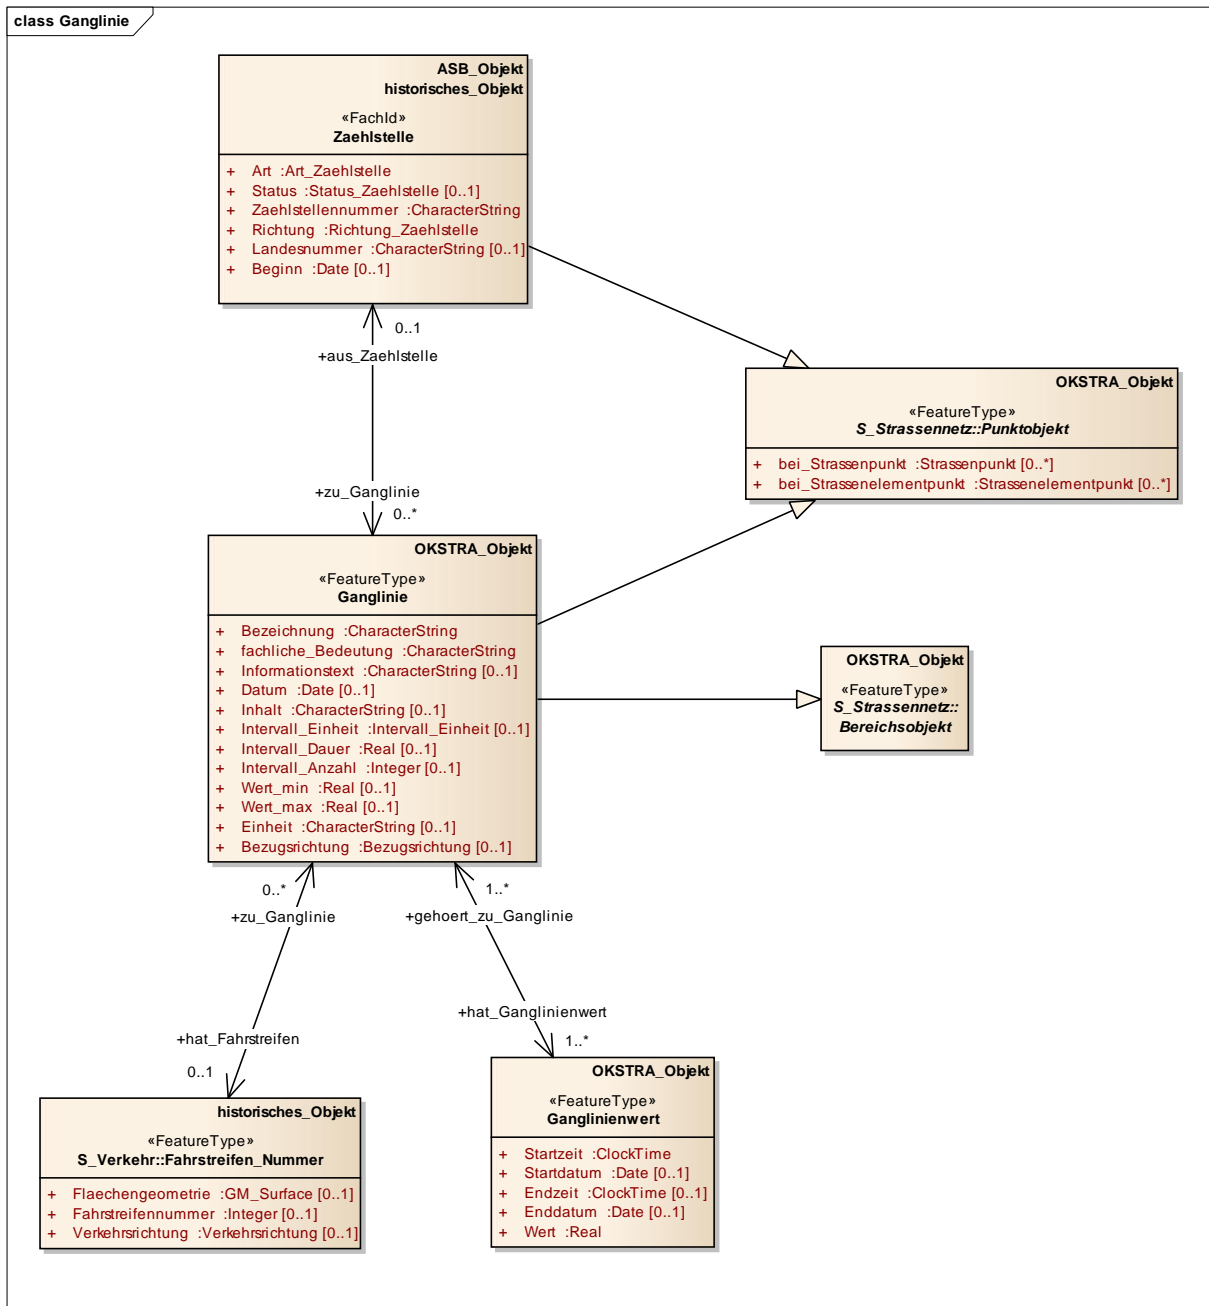 class Ganglinie
ASB_Objekt
historisches_Objekt
«FachId»
Zaehlstelle
+ Art :Art_Zaehlstelle
+ Status :Status_Zaehlstelle [0..1]
+ Zaehlstellennummer :CharacterString
+ Richtung :Richtung_Zaehlstelle
+ Landesnummer :CharacterString [0..1]
+ Beginn :Date [0..1]
0..1
+aus_Zaehlstelle
OKSTRA_Objekt
«FeatureType»
S_Strassennetz::Punktobjekt
+ bei_Strassenpunkt :Strassenpunkt [0..*]
+ bei_Strassenelementpunkt :Strassenelementpunkt [0..*]
+zu_Ganglinie
0..*
OKSTRA_Objekt
«FeatureType»
Ganglinie
+ Bezeichnung :CharacterString
+ fachliche_Bedeutung :CharacterString
+ Informationstext :CharacterString [0..1]
+ Datum :Date [0..1]
+ Inhalt :CharacterString [0..1]
+ Intervall_Einheit :Intervall_Einheit [0..1]
+ Intervall_Dauer :Real [0..1]
+ Intervall_Anzahl :Integer [0..1]
+ Wert_min :Real [0..1]
+ Wert_max :Real [0..1]
+ Einheit :CharacterString [0..1]
+ Bezugsrichtung :Bezugsrichtung [0..1]
OKSTRA_Objekt
«FeatureType»
S_Strassennetz::
Bereichsobjekt
0..*
+zu_Ganglinie
1..*
+gehoert_zu_Ganglinie
+hat_Fahrstreifen
0..1
+hat_Ganglinienwert
1..*
historisches_Objekt
«FeatureType»
S_Verkehr::Fahrstreifen_Nummer
+ Flaechengeometrie :GM_Surface [0..1]
+ Fahrstreifennummer :Integer [0..1]
+ Verkehrsrichtung :Verkehrsrichtung [0..1]
OKSTRA_Objekt
«FeatureType»
Ganglinienwert
+ Startzeit :ClockTime
+ Startdatum :Date [0..1]
+ Endzeit :ClockTime [0..1]
+ Enddatum :Date [0..1]
+ Wert :Real